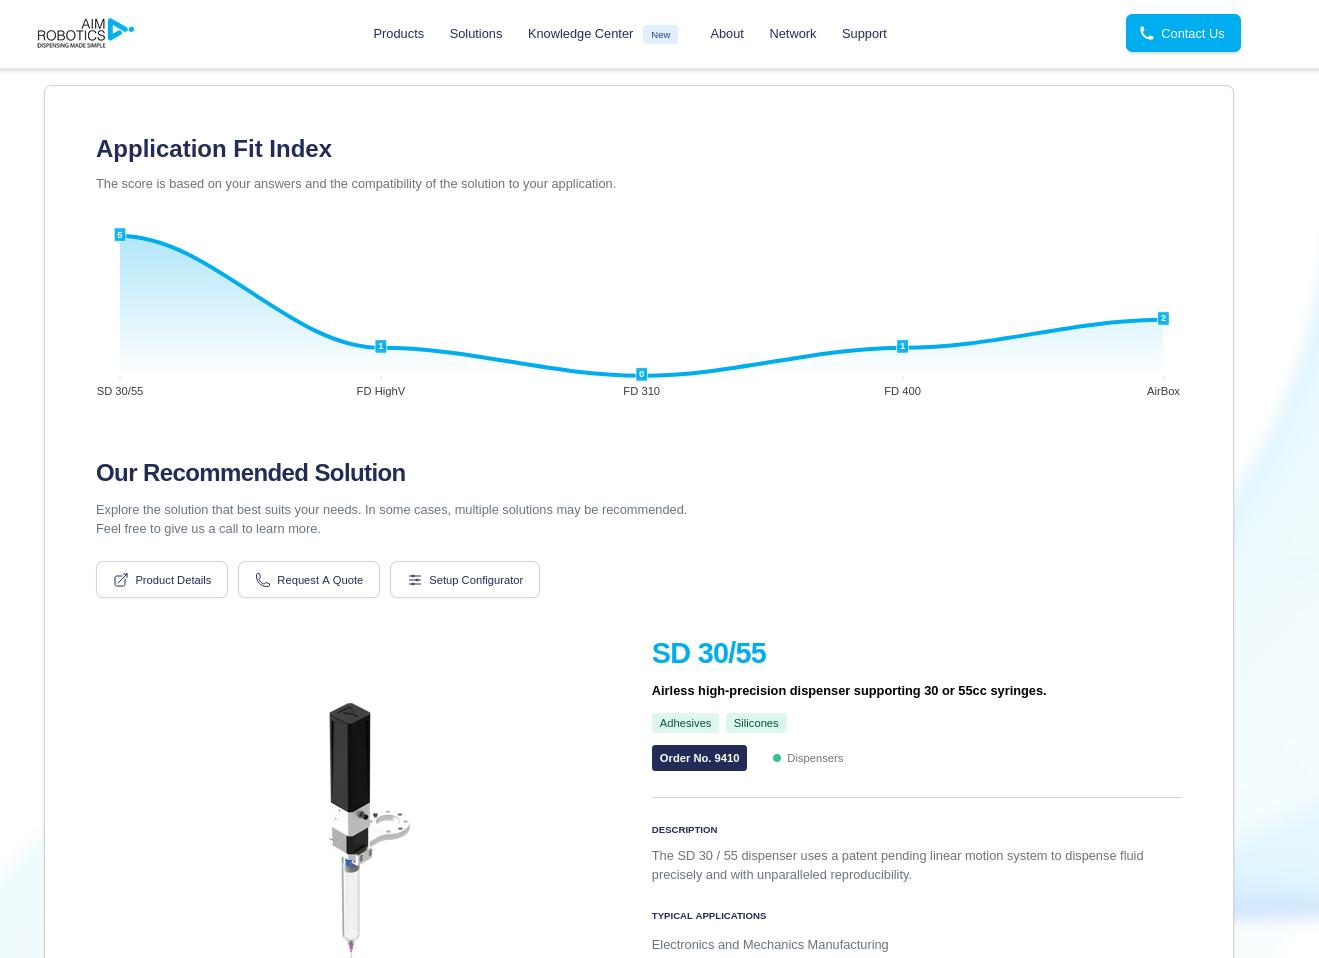 AIM
ROBOTICS
DISPENSING MADE SIMPLE
Products
Solutions
Knowledge Center
New
About
Network
Support
Contact Us
Application Fit Index
The score is based on your answers and the compatibility of the solution to your application.
5
1
0
1
2
SD 30/55
FD HighV
FD 310
FD 400
AirBox
Our Recommended Solution
Explore the solution that best suits your needs. In some cases, multiple solutions may be recommended.
Feel free to give us a call to learn more.
Product Details
Request A Quote
Setup Configurator
SD 30/55
Airless high-precision dispenser supporting 30 or 55cc syringes.
Adhesives
Silicones
Order No. 9410
Dispensers
DESCRIPTION
The SD 30 / 55 dispenser uses a patent pending linear motion system to dispense fluid
precisely and with unparalleled reproducibility.
TYPICAL APPLICATIONS
Electronics and Mechanics Manufacturing